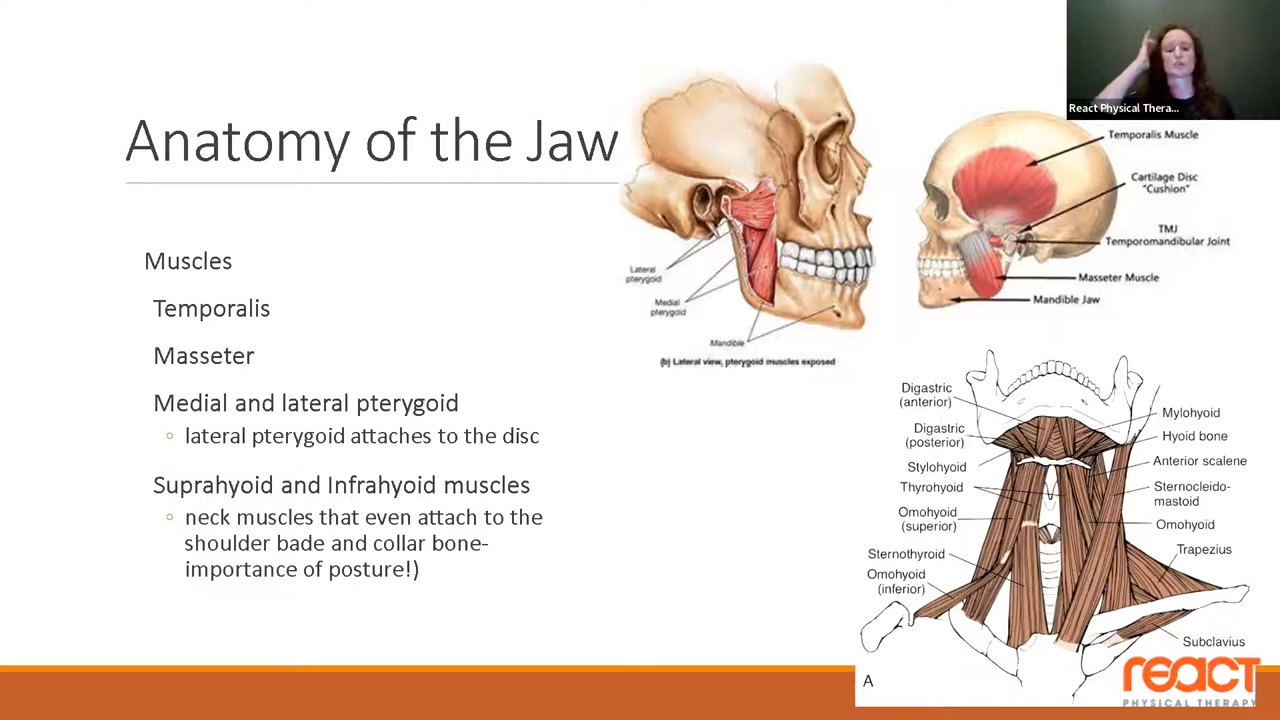 React Physical Thera...
Anatomy of the Jaw
Muscles
Temporalis
Masseter
Medial and lateral pterygoid
◦ lateral pterygoid attaches to the disc
Suprahyoid and Infrahyoid muscles
◦ neck muscles that even attach to the
shoulder bade and collar bone-
importance of posture!)
Lateral
pterygoid
Medial
pterygoid
Mandible
(b) Lateral view, pterygoid muscles exposed
Temporalis Muscle
Cartilage Disc
"Cushion"
TMJ
Temporomandibular Joint
Masseter Muscle
Mandible Jaw
Digastric
(anterior)
Digastric
(posterior)
Stylohyoid
Thyrohyoid
Omohyoid
(superior)
Sternothyroid
Omohyoid
(inferior)
Mylohyoid
Hyoid bone
Anterior scalene
Sternocleido-
mastoid
Omohyoid
Trapezius
Subclavius
A
react
PHYSICAL THERAPY